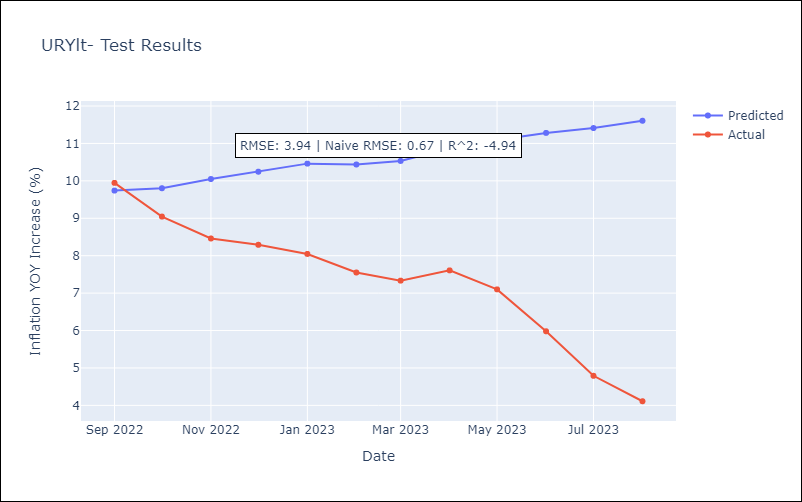 URYlt- Test Results
Predicted
Actual
RMSE: 3.94 | Naive RMSE: 0.67 | R^2: -4.94
Inflation YOY Increase (%)
12
11
10
9
8
7
6
5
4
Sep 2022 Nov 2022 Jan 2023 Mar 2023 May 2023 Jul 2023
Date